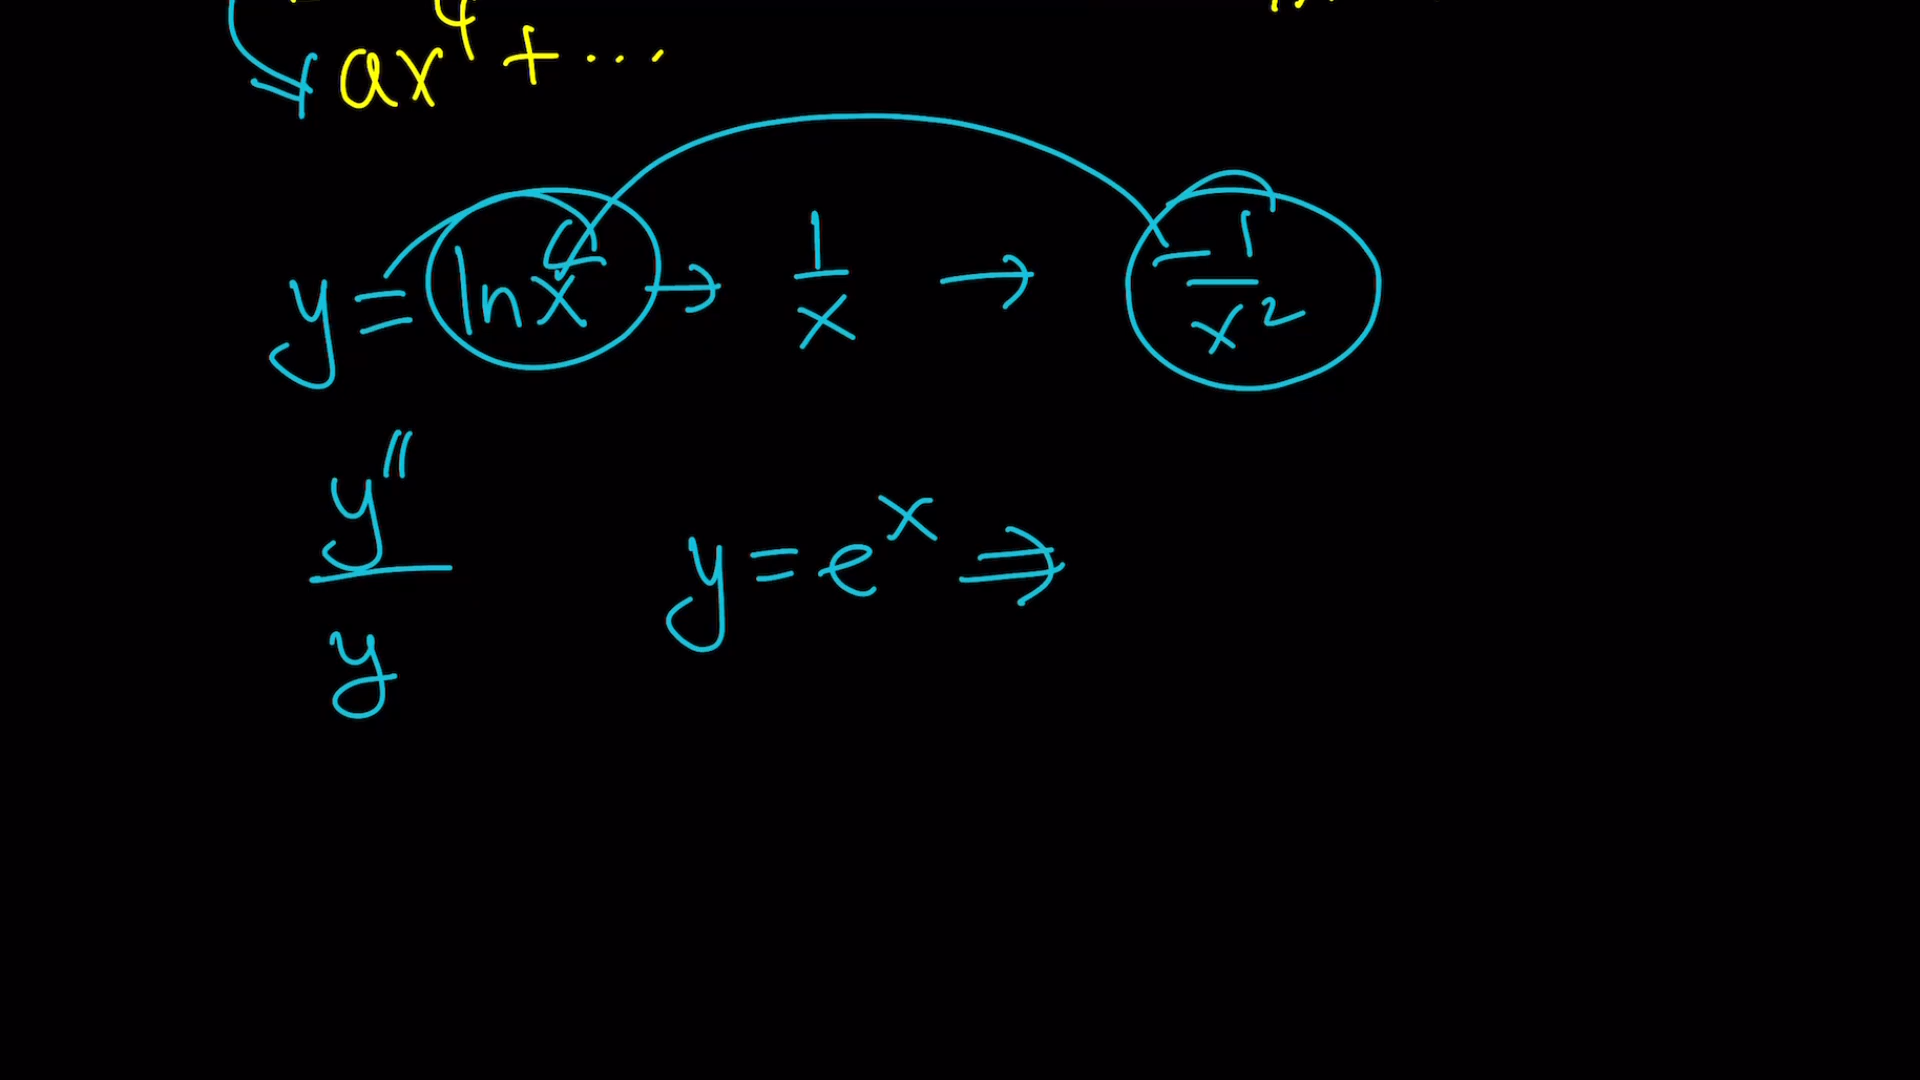 ax⁴ + ...
y = ln x → 1/x → -1/x²
y''/y
y = eˣ ⇒